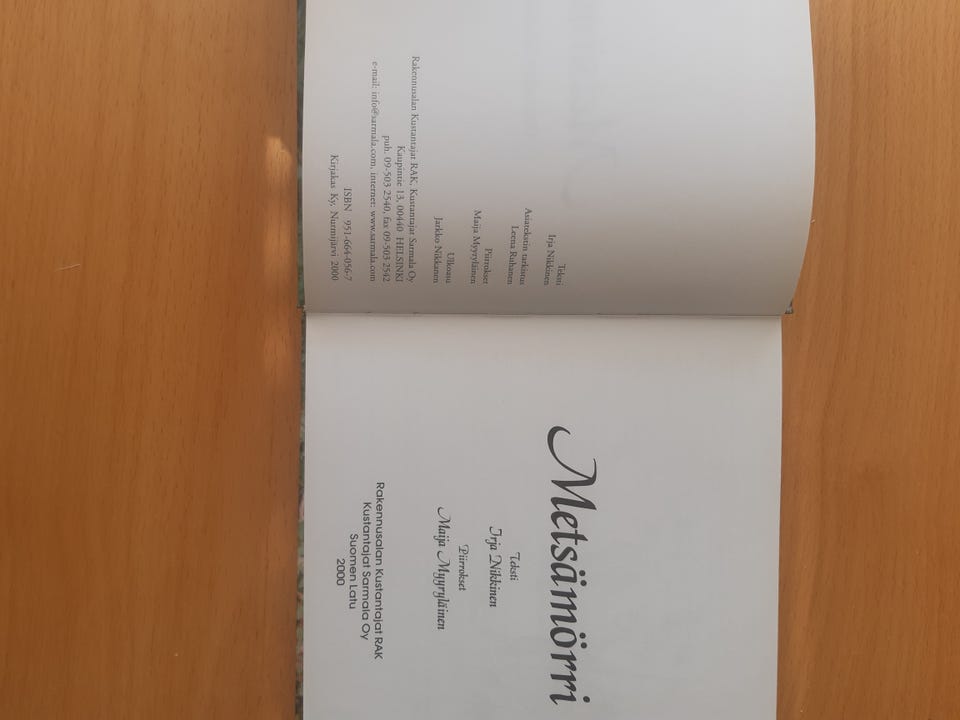 Teksti
Irja Nikkinen
Asiatekstin tarkistus
Leena Rahanen
Piirrokset
Maija Myyryläinen
Ulkoasu
Jarkko Nikkanen
Rakennusalan Kustantajat RAK, Kustantajat Sarmala Oy
Kaupintie 13, 00440 HELSINKI
puh. 09-503 2540, fax 09-503 2542
e-mail: info@sarmala.com, internet: www.sarmala.com
ISBN 951-664-056-7
Kirjakas Ky, Nurmijärvi 2000
Metsämörri
Teksti
Irja Nikkinen
Piirrokset
Maija Myyryläinen
Rakennusalan Kustantajat RAK
Kustantajat Sarmala Oy
Suomen Latu
2000